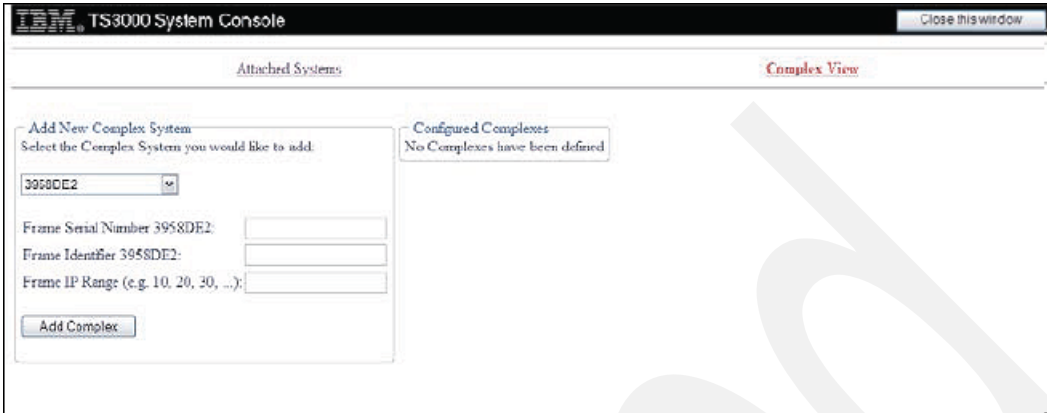 IBM. TS3000 System Console
Close this window
Attached Systems
Complex View
Add New Complex System
Select the Complex System you would like to add:
3958DE2
Frame Serial Number 3958DE2:
Frame Identifier 3958DE2:
Frame IP Range (e.g. 10, 20, 30, ...):
Add Complex
Configured Complexes
No Complexes have been defined